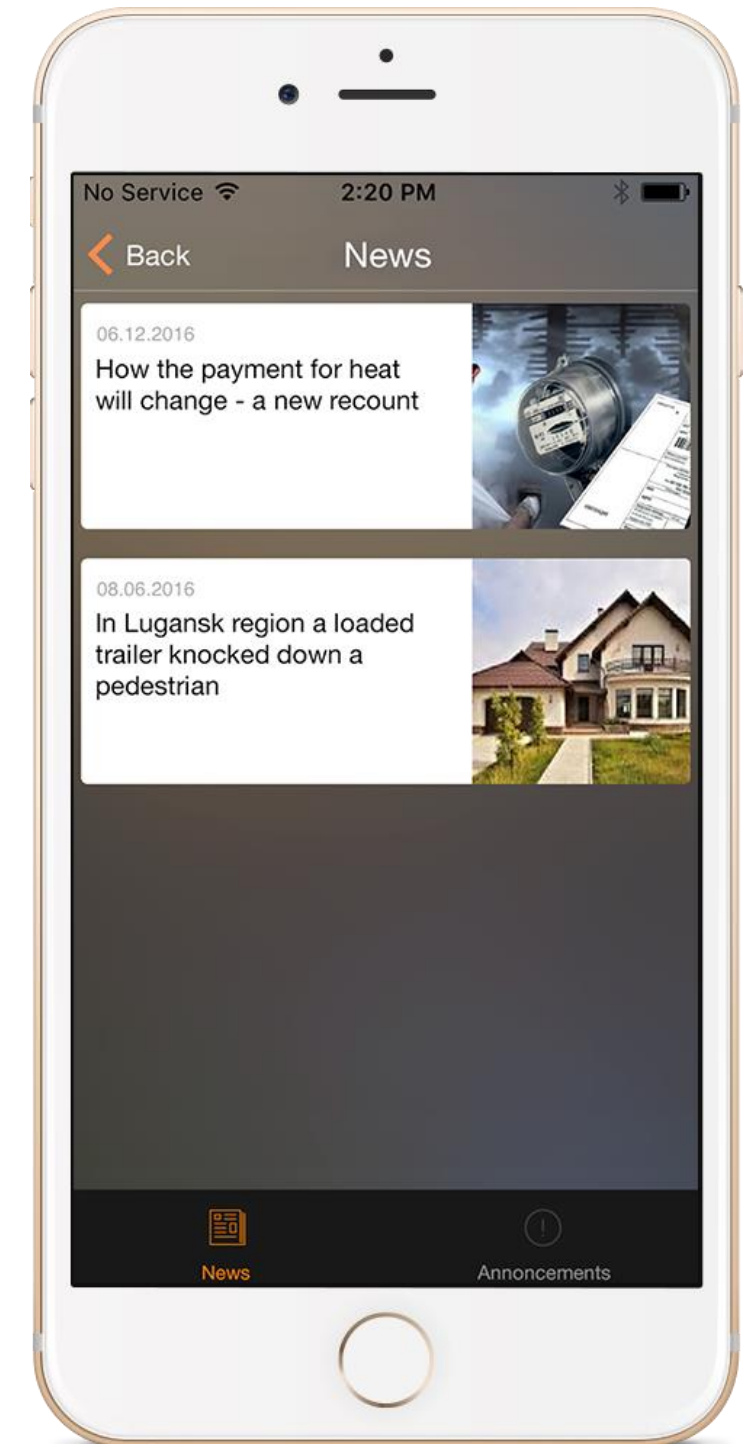 No Service 2:20 PM
Back News
06.12.2016
How the payment for heat
will change - a new recount
08.06.2016
In Lugansk region a loaded
trailer knocked down a
pedestrian
News Annoncements